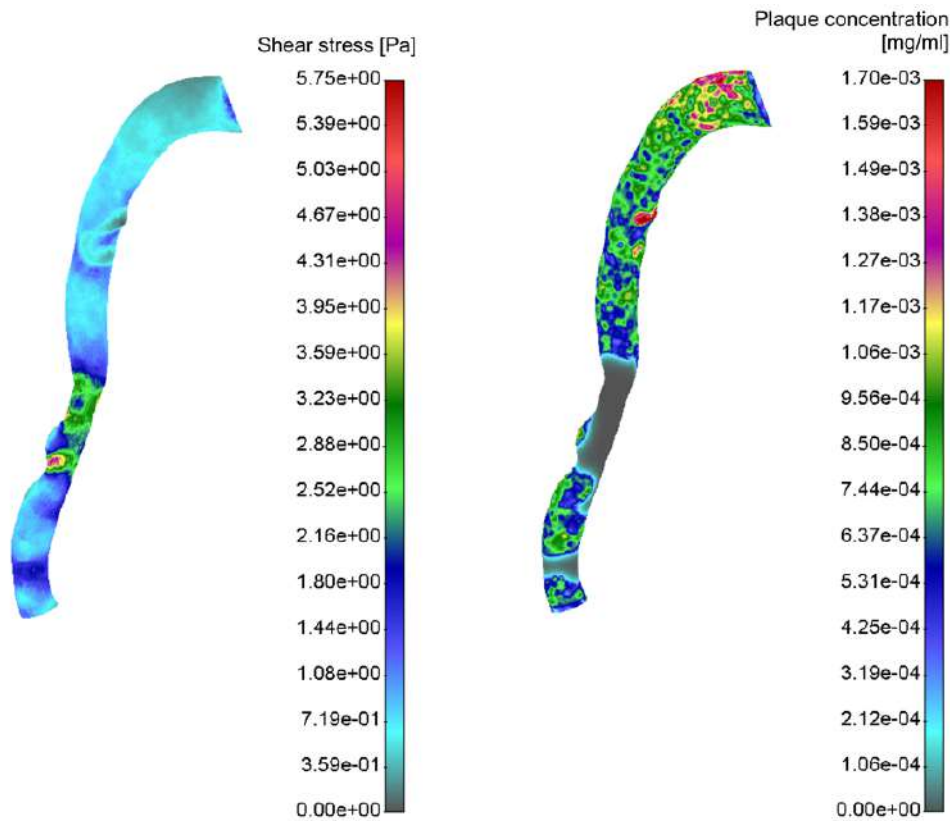 Shear stress [Pa]
5.75e+00
5.39e+00
5.03e+00
4.67e+00
4.31e+00
3.95e+00
3.59e+00
3.23e+00
2.88e+00
2.52e+00
2.16e+00
1.80e+00
1.44e+00
1.08e+00
7.19e-01
3.59e-01
0.00e+00
Plaque concentration
[mg/ml]
1.70e-03
1.59e-03
1.49e-03
1.38e-03
1.27e-03
1.17e-03
1.06e-03
9.56e-04
8.50e-04
7.44e-04
6.37e-04
5.31e-04
4.25e-04
3.19e-04
2.12e-04
1.06e-04
0.00e+00